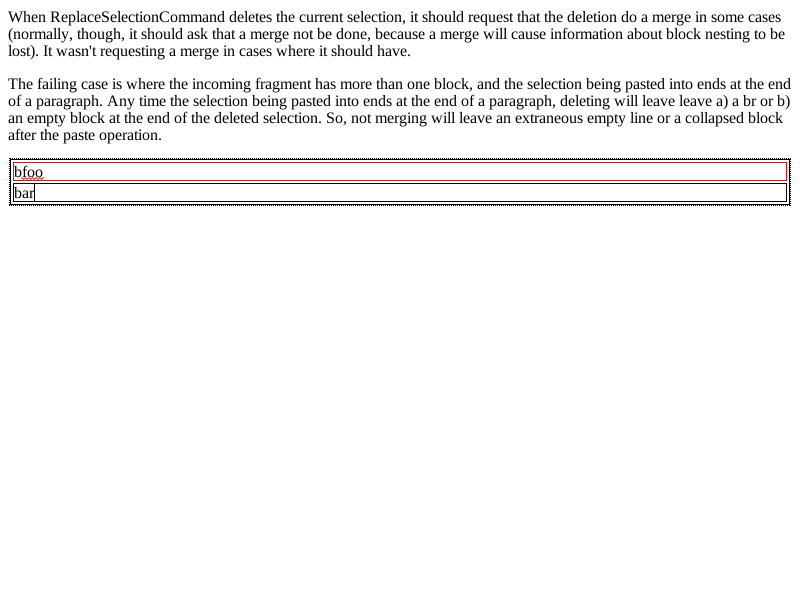 When ReplaceSelectionCommand deletes the current selection, it should request that the deletion do a merge in some cases
(normally, though, it should ask that a merge not be done, because a merge will cause information about block nesting to be
lost). It wasn't requesting a merge in cases where it should have.
The failing case is where the incoming fragment has more than one block, and the selection being pasted into ends at the end
of a paragraph. Any time the selection being pasted into ends at the end of a paragraph, deleting will leave leave a) a br or b)
an empty block at the end of the deleted selection. So, not merging will leave an extraneous empty line or a collapsed block
after the paste operation.
bfoo
bar